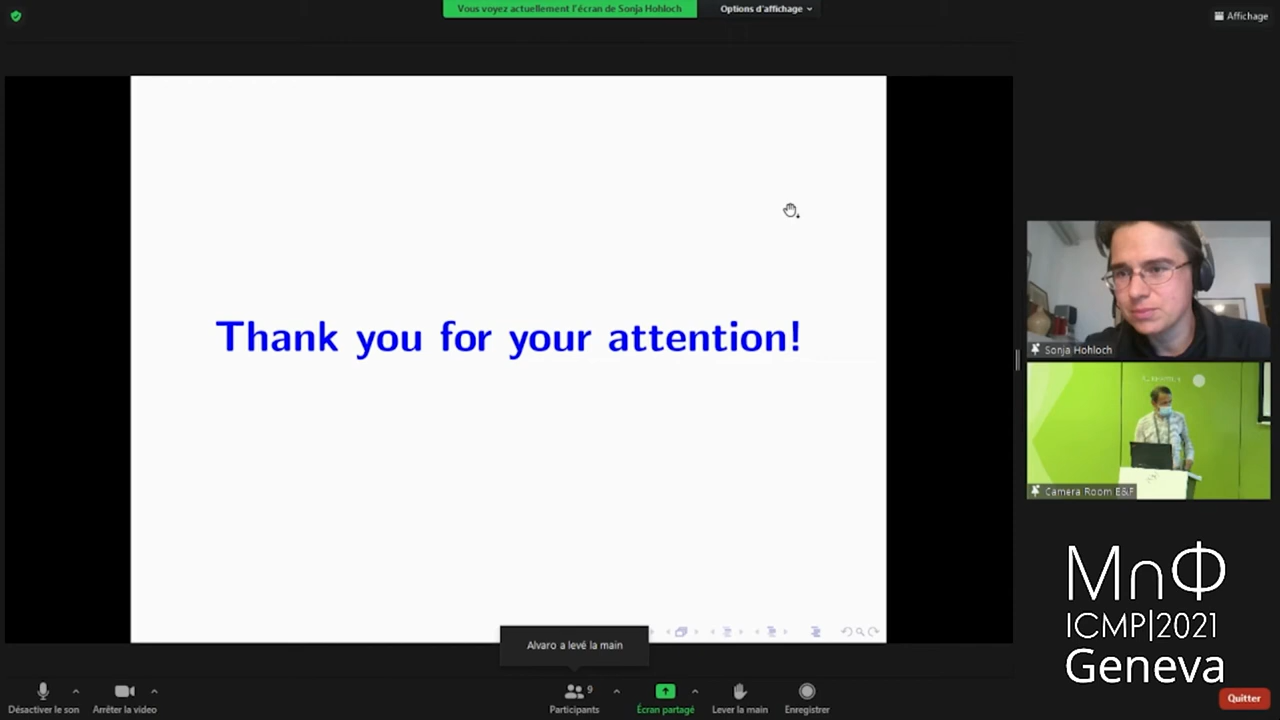 Vous voyez actuellement l'écran de Sonja Hohloch
Options d'affichage
Affichage
Thank you for your attention!
Sonja Hohloch
Camera Room E&F
MnΦ
ICMP|2021
Geneva
Alvaro a levé la main
9
Désactiver le son
Arrêter la vidéo
Participants
Écran partagé
Lever la main
Enregistrer
Quitter